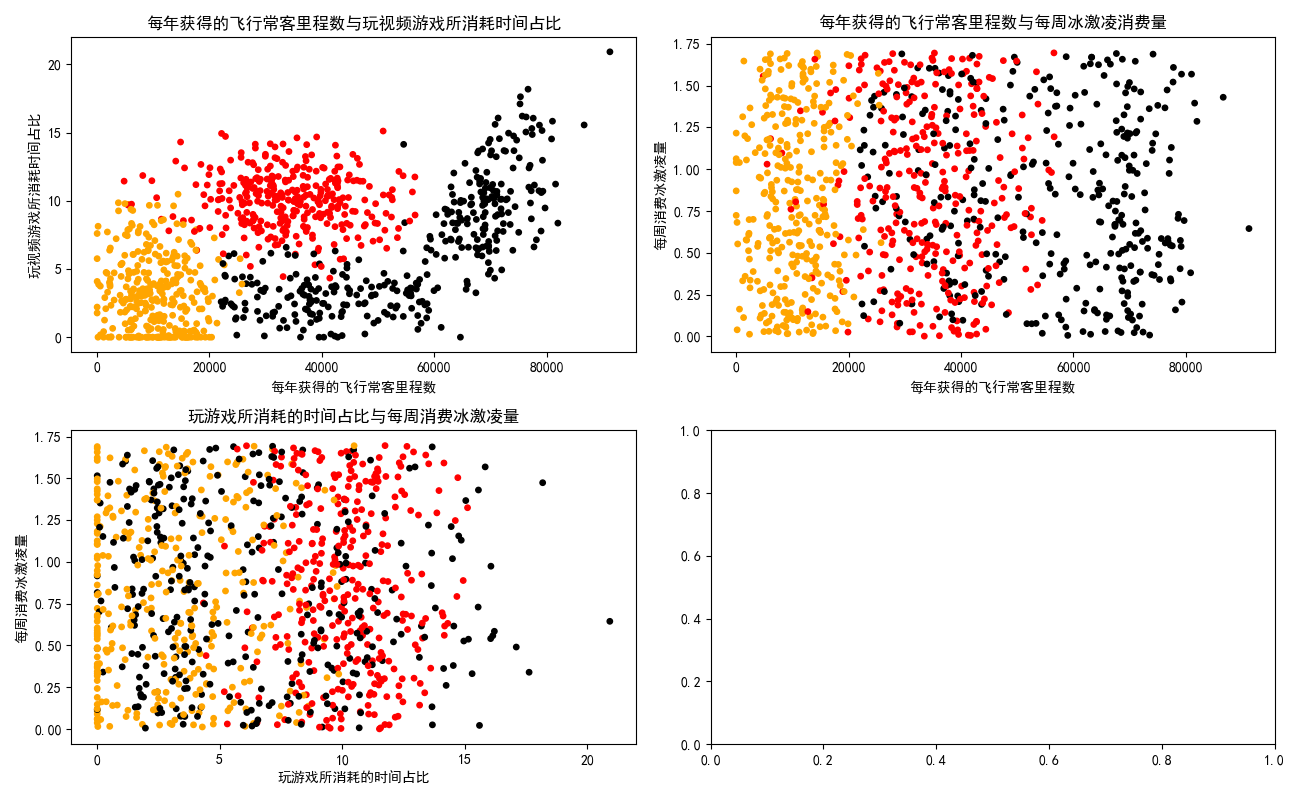 每年获得的飞行常客里程数与玩视频游戏所消耗时间占比
玩视频游戏所消耗时间占比
20
15
10
5
0
0 20000 40000 60000 80000
每年获得的飞行常客里程数
每年获得的飞行常客里程数与每周冰激凌消费量
每周消费冰激凌量
1.75
1.50
1.25
1.00
0.75
0.50
0.25
0.00
0 20000 40000 60000 80000
每年获得的飞行常客里程数
玩游戏所消耗的时间占比与每周消费冰激凌量
每周消费冰激凌量
1.75
1.50
1.25
1.00
0.75
0.50
0.25
0.00
0 5 10 15 20
玩游戏所消耗的时间占比
1.0
0.8
0.6
0.4
0.2
0.0
0.0 0.2 0.4 0.6 0.8 1.0